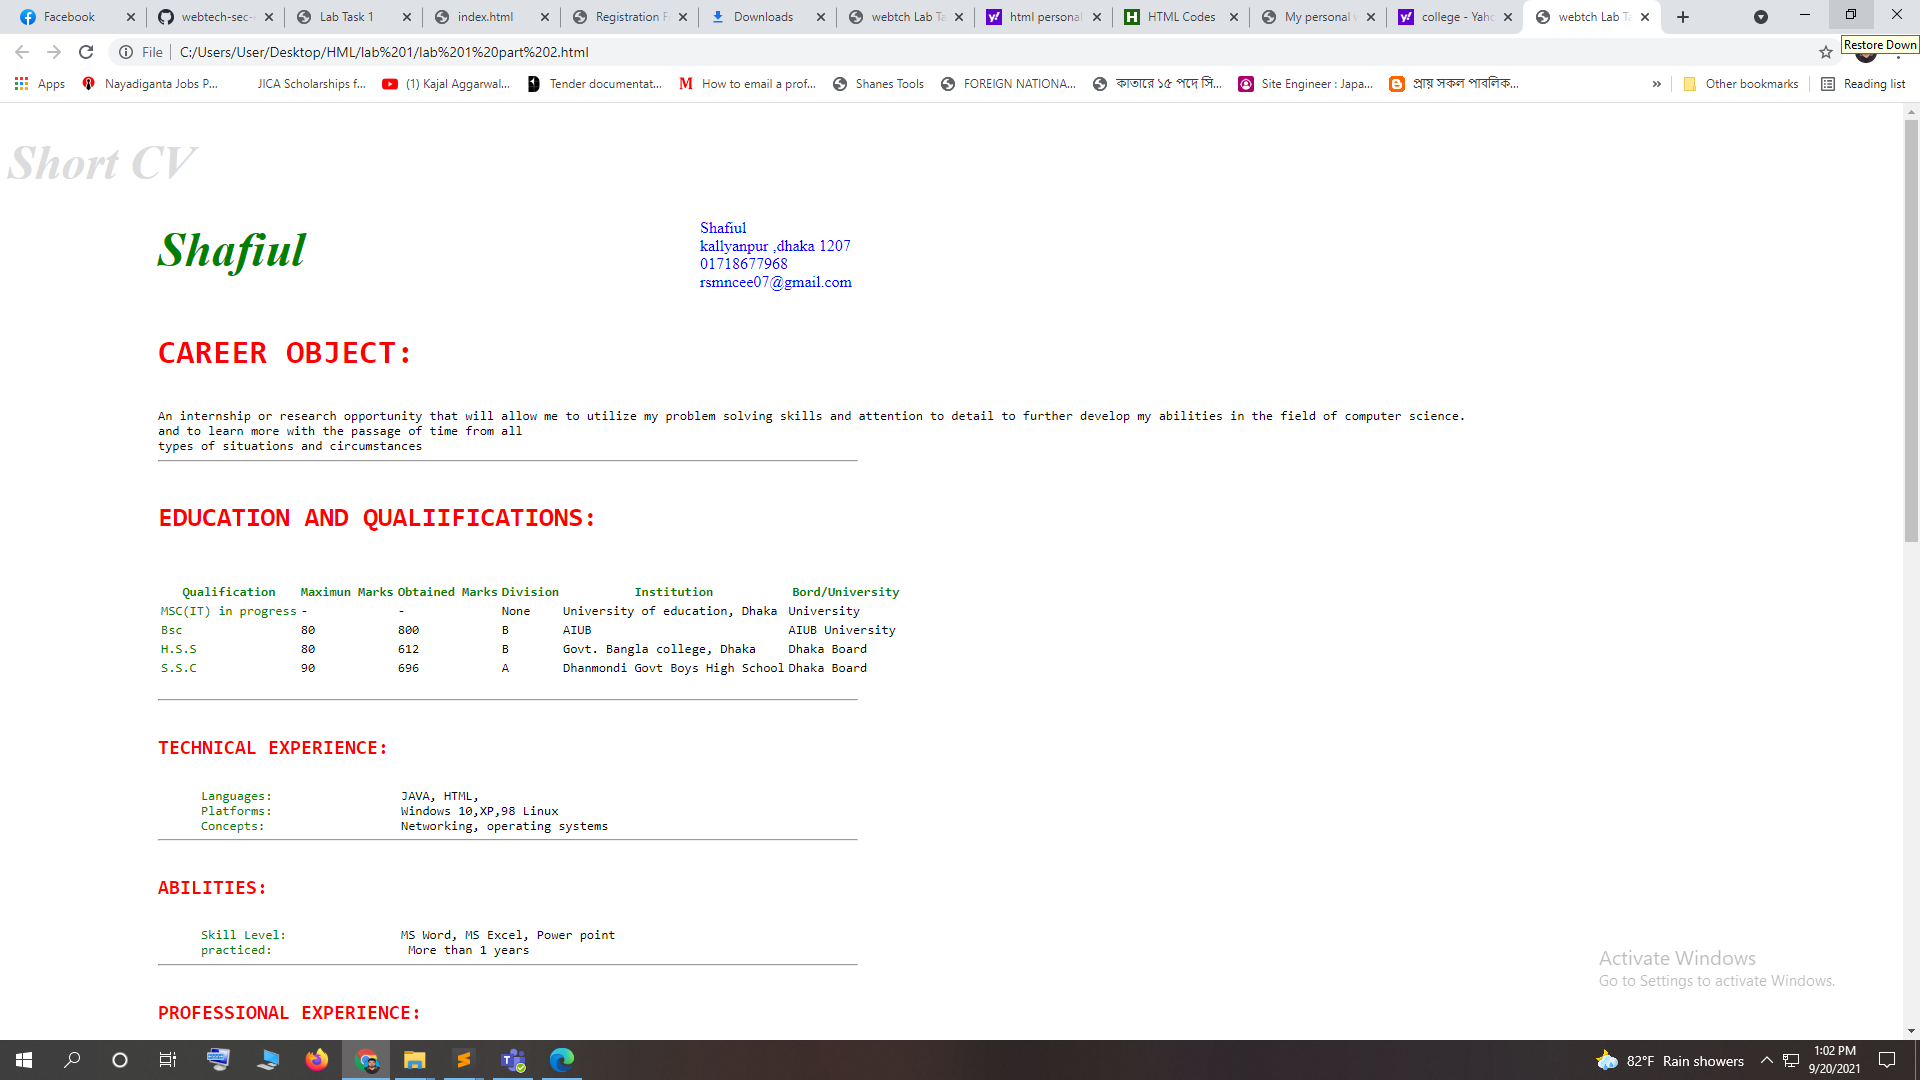 Facebook
webtech-sec-
Lab Task 1
index.html
Registration F
Downloads
webtch Lab Ta
html personal
HTML Codes
My personal w
college - Yaho
webtch Lab Ta
Restore Down
File
C:/Users/User/Desktop/HML/lab%201/lab%201%20part%202.html
Apps
Nayadiganta Jobs P...
JICA Scholarships f...
(1) Kajal Aggarwal...
Tender documentat...
How to email a prof...
Shanes Tools
FOREIGN NATIONA...
কাতারে ১৫ পদে সি...
Site Engineer : Japa...
প্রায় সকল পাবলিক...
»
Other bookmarks
Reading list
Short CV
Shafiul
Shafiul
kallyanpur ,dhaka 1207
01718677968
rsmncee07@gmail.com
CAREER OBJECT:
An internship or research opportunity that will allow me to utilize my problem solving skills and attention to detail to further develop my abilities in the field of computer science.
and to learn more with the passage of time from all
types of situations and circumstances
EDUCATION AND QUALIIFICATIONS:
Qualification Maximun Marks Obtained Marks Division Institution Bord/University
MSC(IT) in progress - - None University of education, Dhaka University
Bsc 80 800 B AIUB AIUB University
H.S.S 80 612 B Govt. Bangla college, Dhaka Dhaka Board
S.S.C 90 696 A Dhanmondi Govt Boys High School Dhaka Board
TECHNICAL EXPERIENCE:
Languages: JAVA, HTML,
Platforms: Windows 10,XP,98 Linux
Concepts: Networking, operating systems
ABILITIES:
Skill Level: MS Word, MS Excel, Power point
practiced: More than 1 years
PROFESSIONAL EXPERIENCE:
Activate Windows
Go to Settings to activate Windows.
82°F Rain showers
1:02 PM
9/20/2021